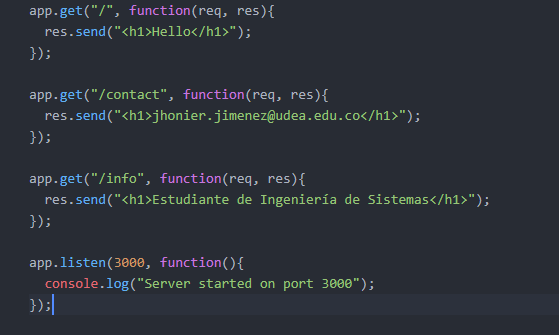 app.get("/", function(req, res){
  res.send("<h1>Hello</h1>");
});

app.get("/contact", function(req, res){
  res.send("<h1>jhonier.jimenez@udea.edu.co</h1>");
});

app.get("/info", function(req, res){
  res.send("<h1>Estudiante de Ingeniería de Sistemas</h1>");
});

app.listen(3000, function(){
  console.log("Server started on port 3000");
});